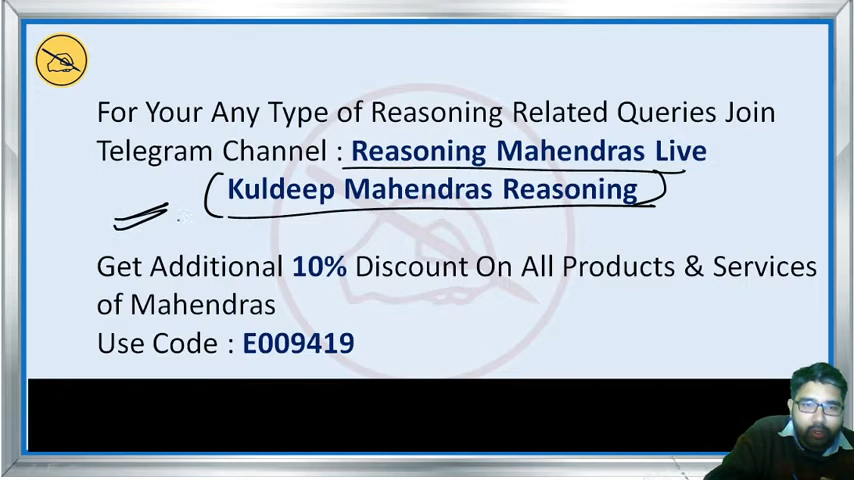 For Your Any Type of Reasoning Related Queries Join
Telegram Channel : Reasoning Mahendras Live
Kuldeep Mahendras Reasoning
Get Additional 10% Discount On All Products & Services
of Mahendras
Use Code : E009419